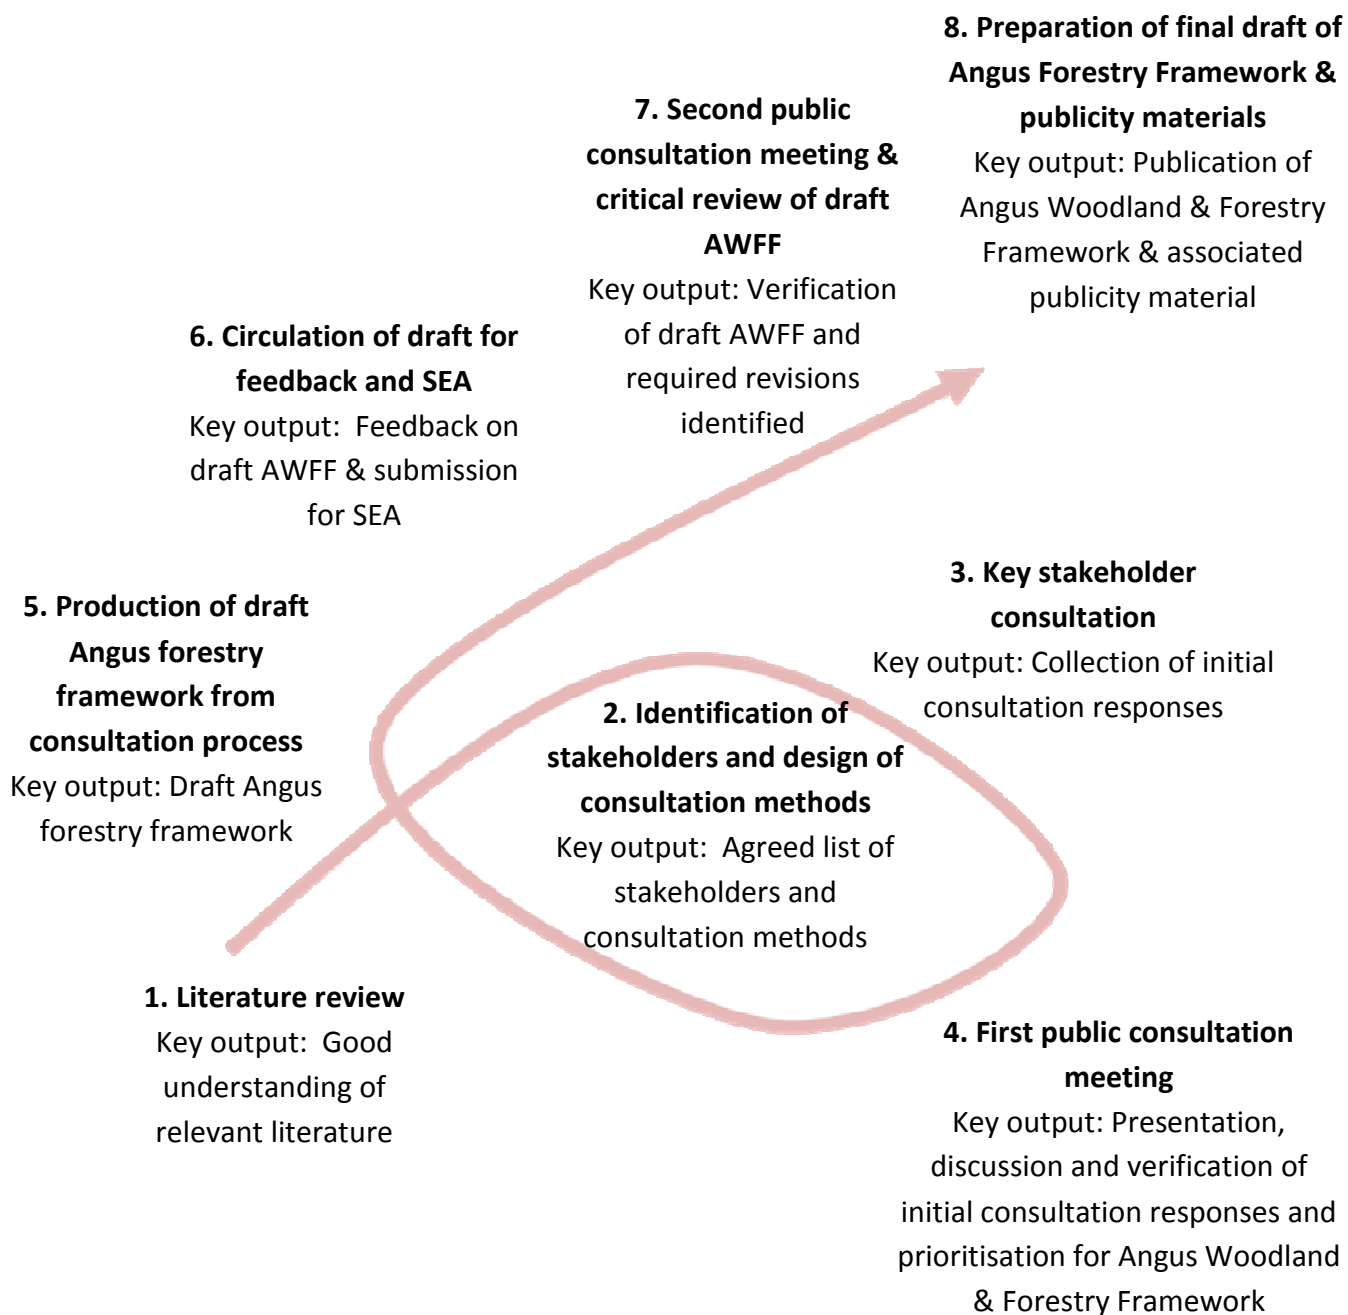 8. Preparation of final draft of
Angus Forestry Framework &
publicity materials
Key output: Publication of
Angus Woodland & Forestry
Framework & associated
publicity material
7. Second public
consultation meeting &
critical review of draft
AWFF
Key output: Verification
of draft AWFF and
required revisions
identified
6. Circulation of draft for
feedback and SEA
Key output:  Feedback on
draft AWFF & submission
for SEA
5. Production of draft
Angus forestry
framework from
consultation process
Key output: Draft Angus
forestry framework
3. Key stakeholder
consultation
Key output: Collection of initial
consultation responses
2. Identification of
stakeholders and design of
consultation methods
Key output:  Agreed list of
stakeholders and
consultation methods
1. Literature review
Key output:  Good
understanding of
relevant literature
4. First public consultation
meeting
Key output: Presentation,
discussion and verification of
initial consultation responses and
prioritisation for Angus Woodland
& Forestry Framework